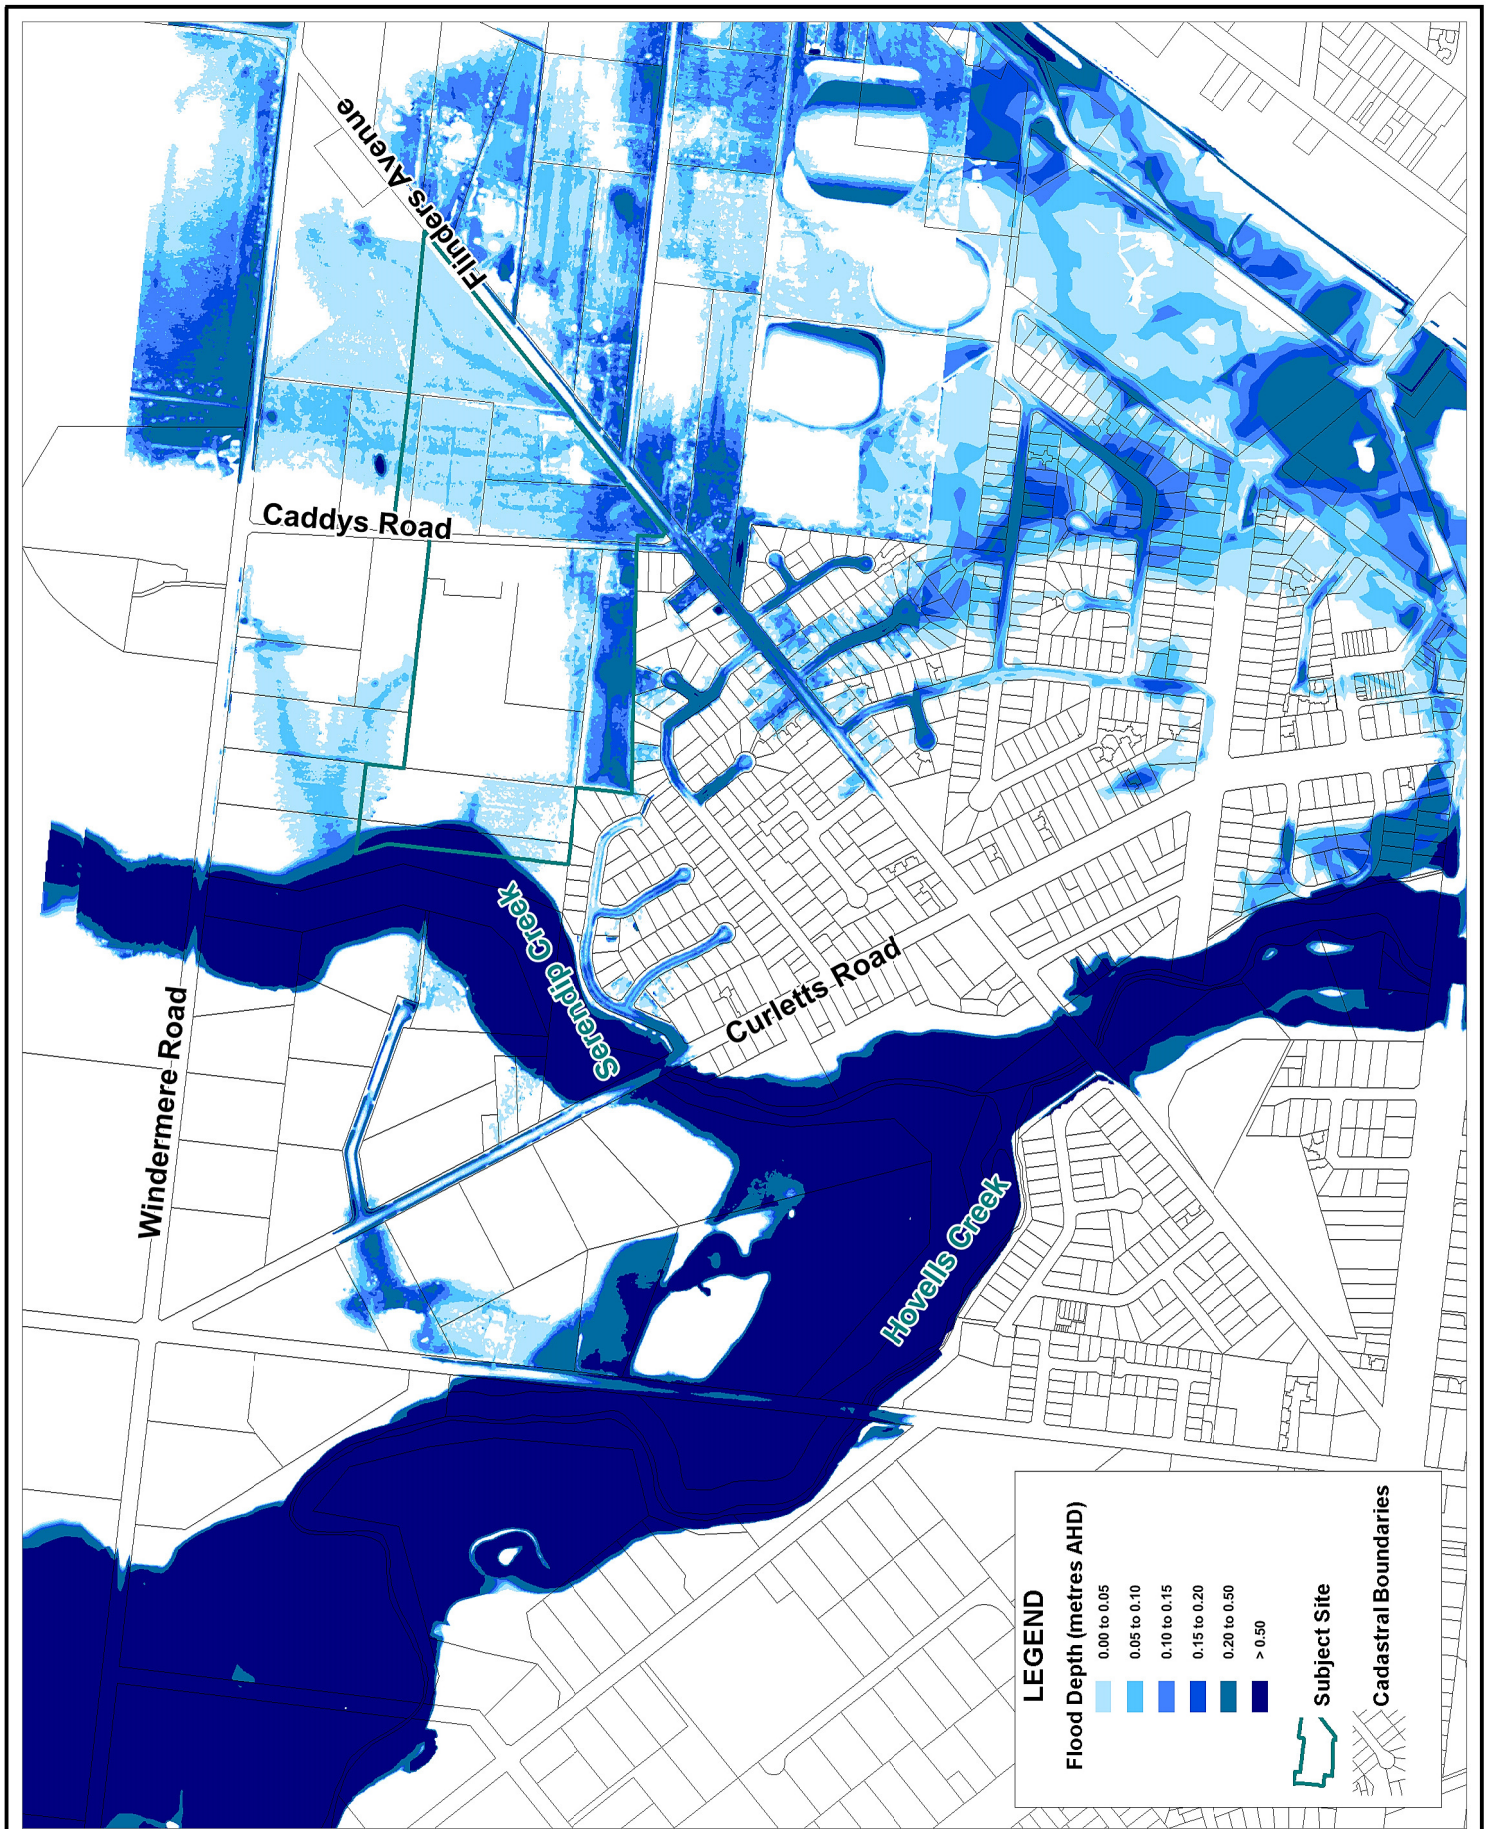 Flinders Avenue
Caddys Road
Serendip Creek
Curletts Road
Windermere Road
Hovells Creek
LEGEND
Flood Depth (metres AHD)
0.00 to 0.05
0.05 to 0.10
0.10 to 0.15
0.15 to 0.20
0.20 to 0.50
> 0.50
Subject Site
Cadastral Boundaries